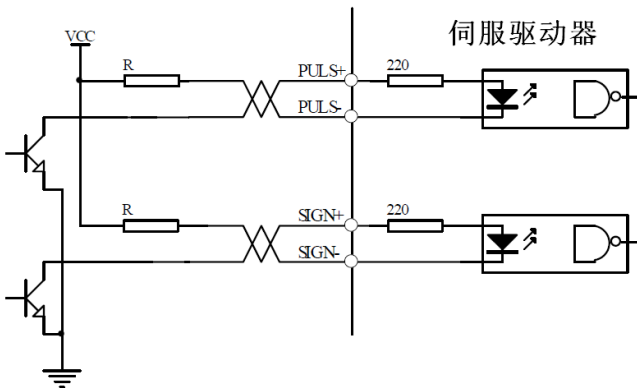 伺服驱动器
VCC
R
PULS+
220
PULS-
R
SIGN+
220
SIGN-